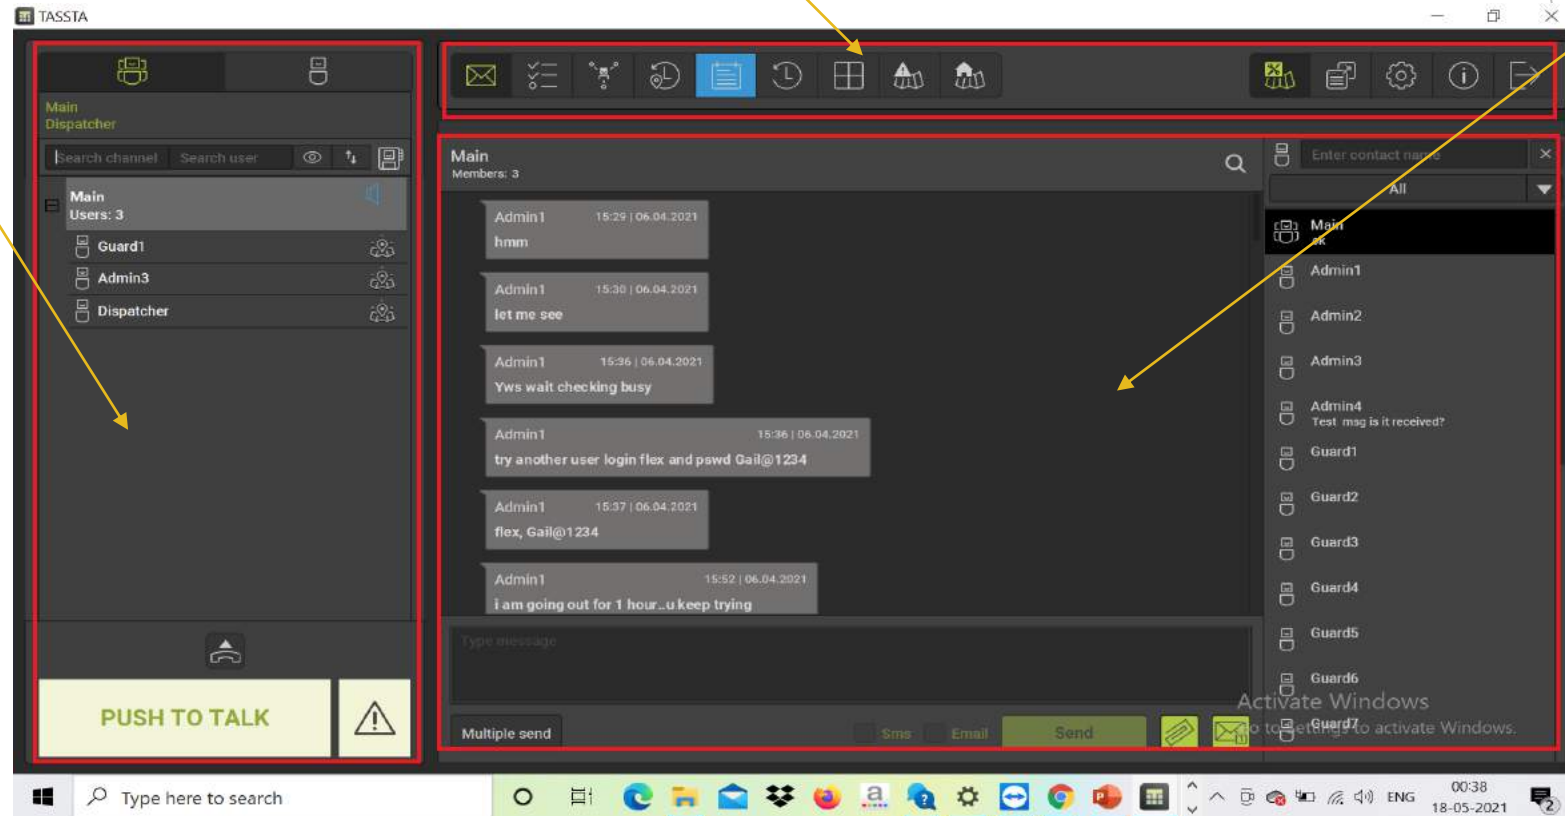 TASSTA
Main
Dispatcher
Search channel Search user
Main
Users: 3
Guard1
Admin3
Dispatcher
PUSH TO TALK
Main
Members: 3
Admin1 15:29 | 06.04.2021
hmm
Admin1 15:30 | 06.04.2021
let me see
Admin1 15:36 | 06.04.2021
Yws wait checking busy
Admin1 15:36 | 06.04.2021
try another user login flex and pswd Gail@1234
Admin1 15:37 | 06.04.2021
flex, Gail@1234
Admin1 15:52 | 06.04.2021
i am going out for 1 hour..u keep trying
Type message
Multiple send Sms Email Send
Enter contact name
All
Main
ok
Admin1
Admin2
Admin3
Admin4
Test msg is it received?
Guard1
Guard2
Guard3
Guard4
Guard5
Guard6
Guard7
Activate Windows
Go to Settings to activate Windows.
Type here to search
ENG
00:38
18-05-2021
2